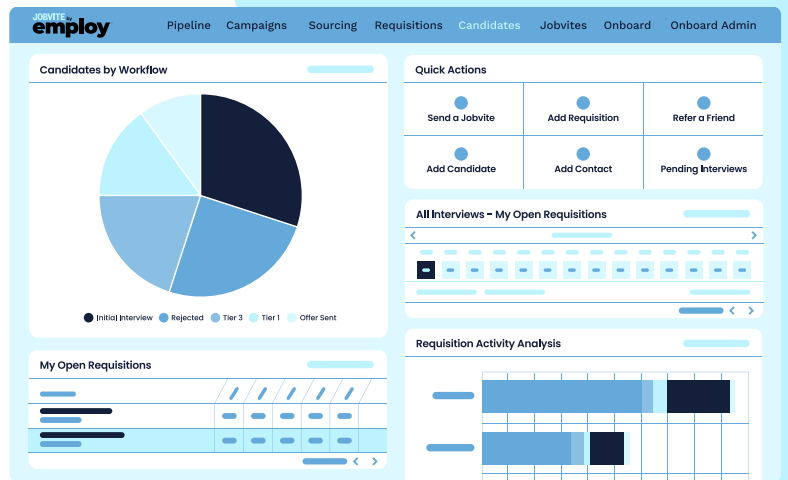 JOBVITE by
employ
Pipeline Campaigns Sourcing Requisitions Candidates Jobvites Onboard Onboard Admin
Candidates by Workflow
Initial Interview Rejected Tier 3 Tier 1 Offer Sent
My Open Requisitions
Quick Actions
Send a Jobvite Add Requisition Refer a Friend
Add Candidate Add Contact Pending Interviews
All Interviews - My Open Requisitions
Requisition Activity Analysis